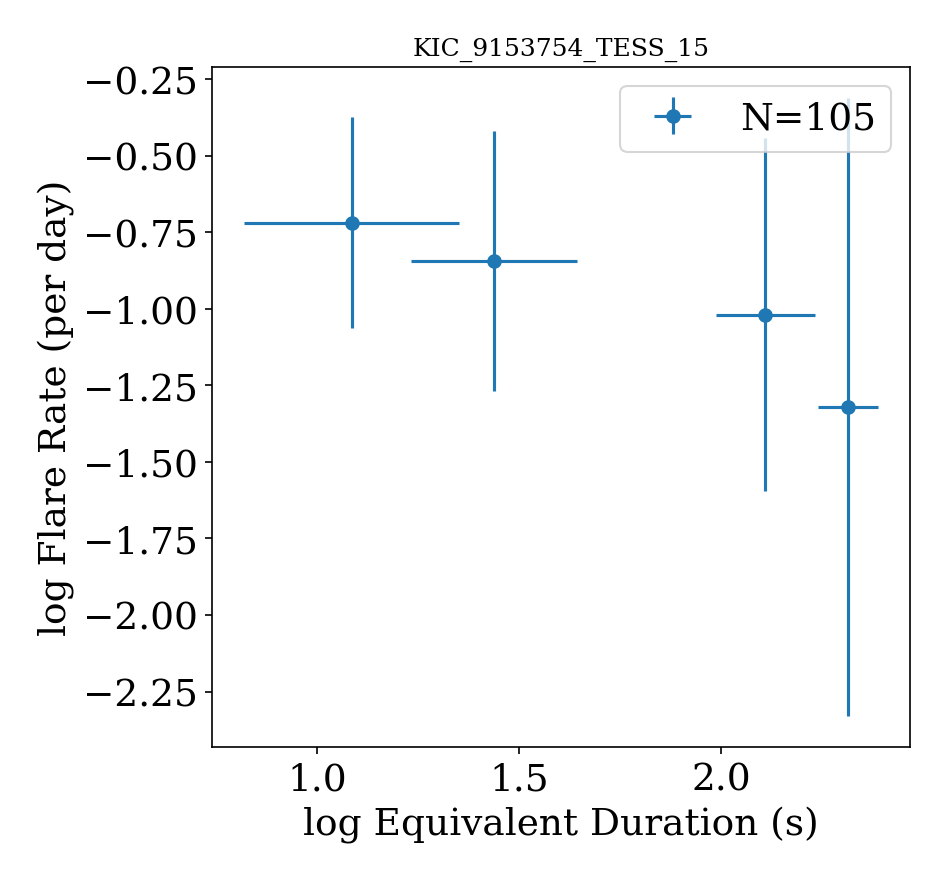 KIC_9153754_TESS_15
N=105
log Flare Rate (per day)
−0.25
−0.50
−0.75
−1.00
−1.25
−1.50
−1.75
−2.00
−2.25
1.0 1.5 2.0
log Equivalent Duration (s)